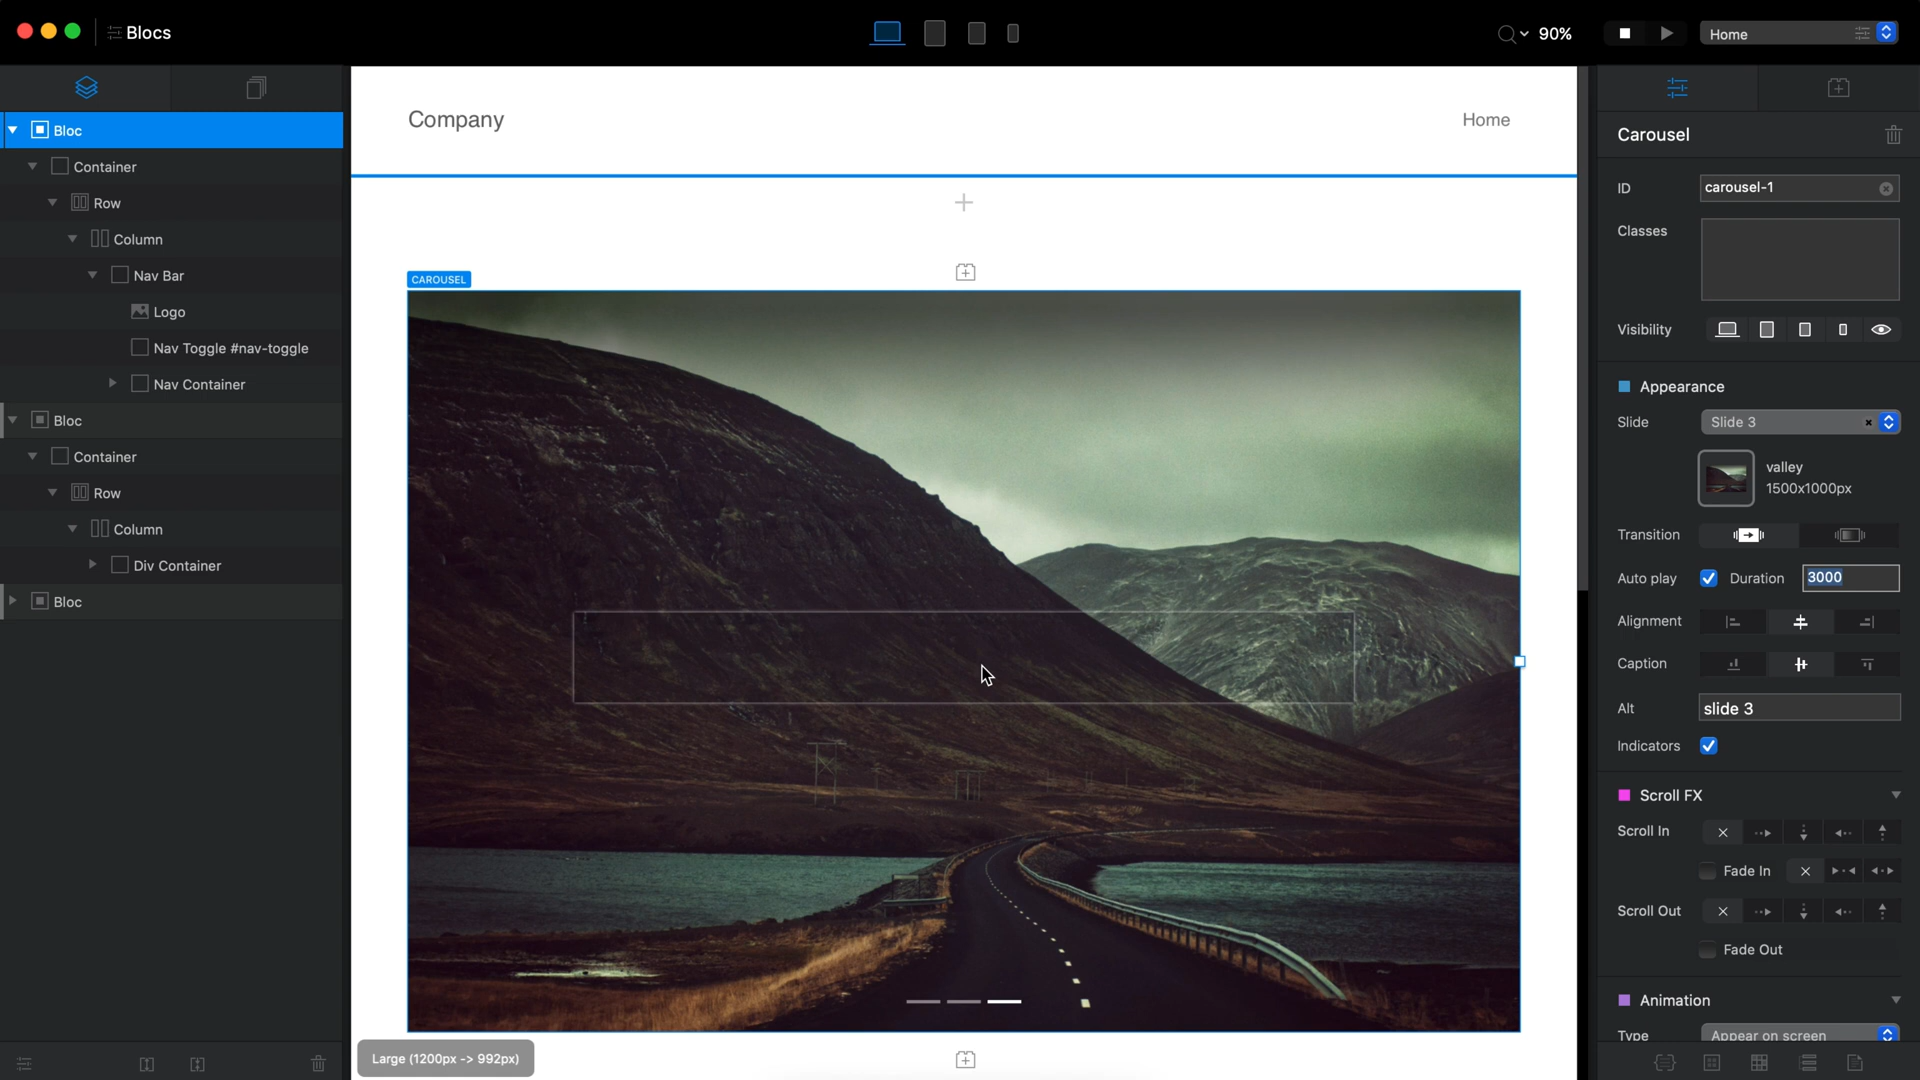 Blocs
90%
Home
Bloc
Container
Row
Column
Nav Bar
Logo
Nav Toggle #nav-toggle
Nav Container
Bloc
Container
Row
Column
Div Container
Bloc
Company
Home
CAROUSEL
Large (1200px -> 992px)
Carousel
ID carousel-1
Classes
Visibility
Appearance
Slide Slide 3
valley
1500x1000px
Transition
Auto play Duration 3000
Alignment
Caption
Alt slide 3
Indicators
Scroll FX
Scroll In
Fade In
Scroll Out
Fade Out
Animation
Type Appear on screen